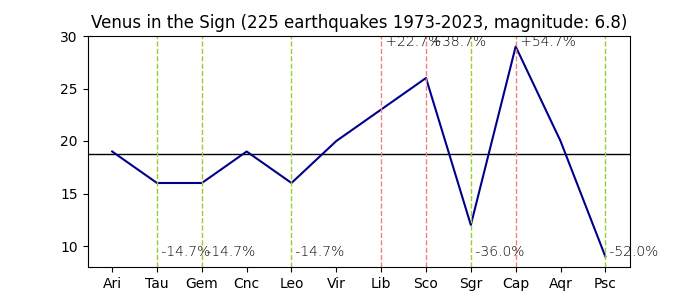 Venus in the Sign (225 earthquakes 1973-2023, magnitude: 6.8)
30
+22.7% +38.7% +54.7%
25
20
15
10
-14.7% -14.7% -14.7% -36.0% -52.0%
Ari Tau Gem Cnc Leo Vir Lib Sco Sgr Cap Aqr Psc